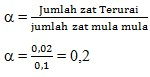 α = Jumlah zat Terurai / jumlah zat mula mula
α = 0,02 / 0,1 = 0,2